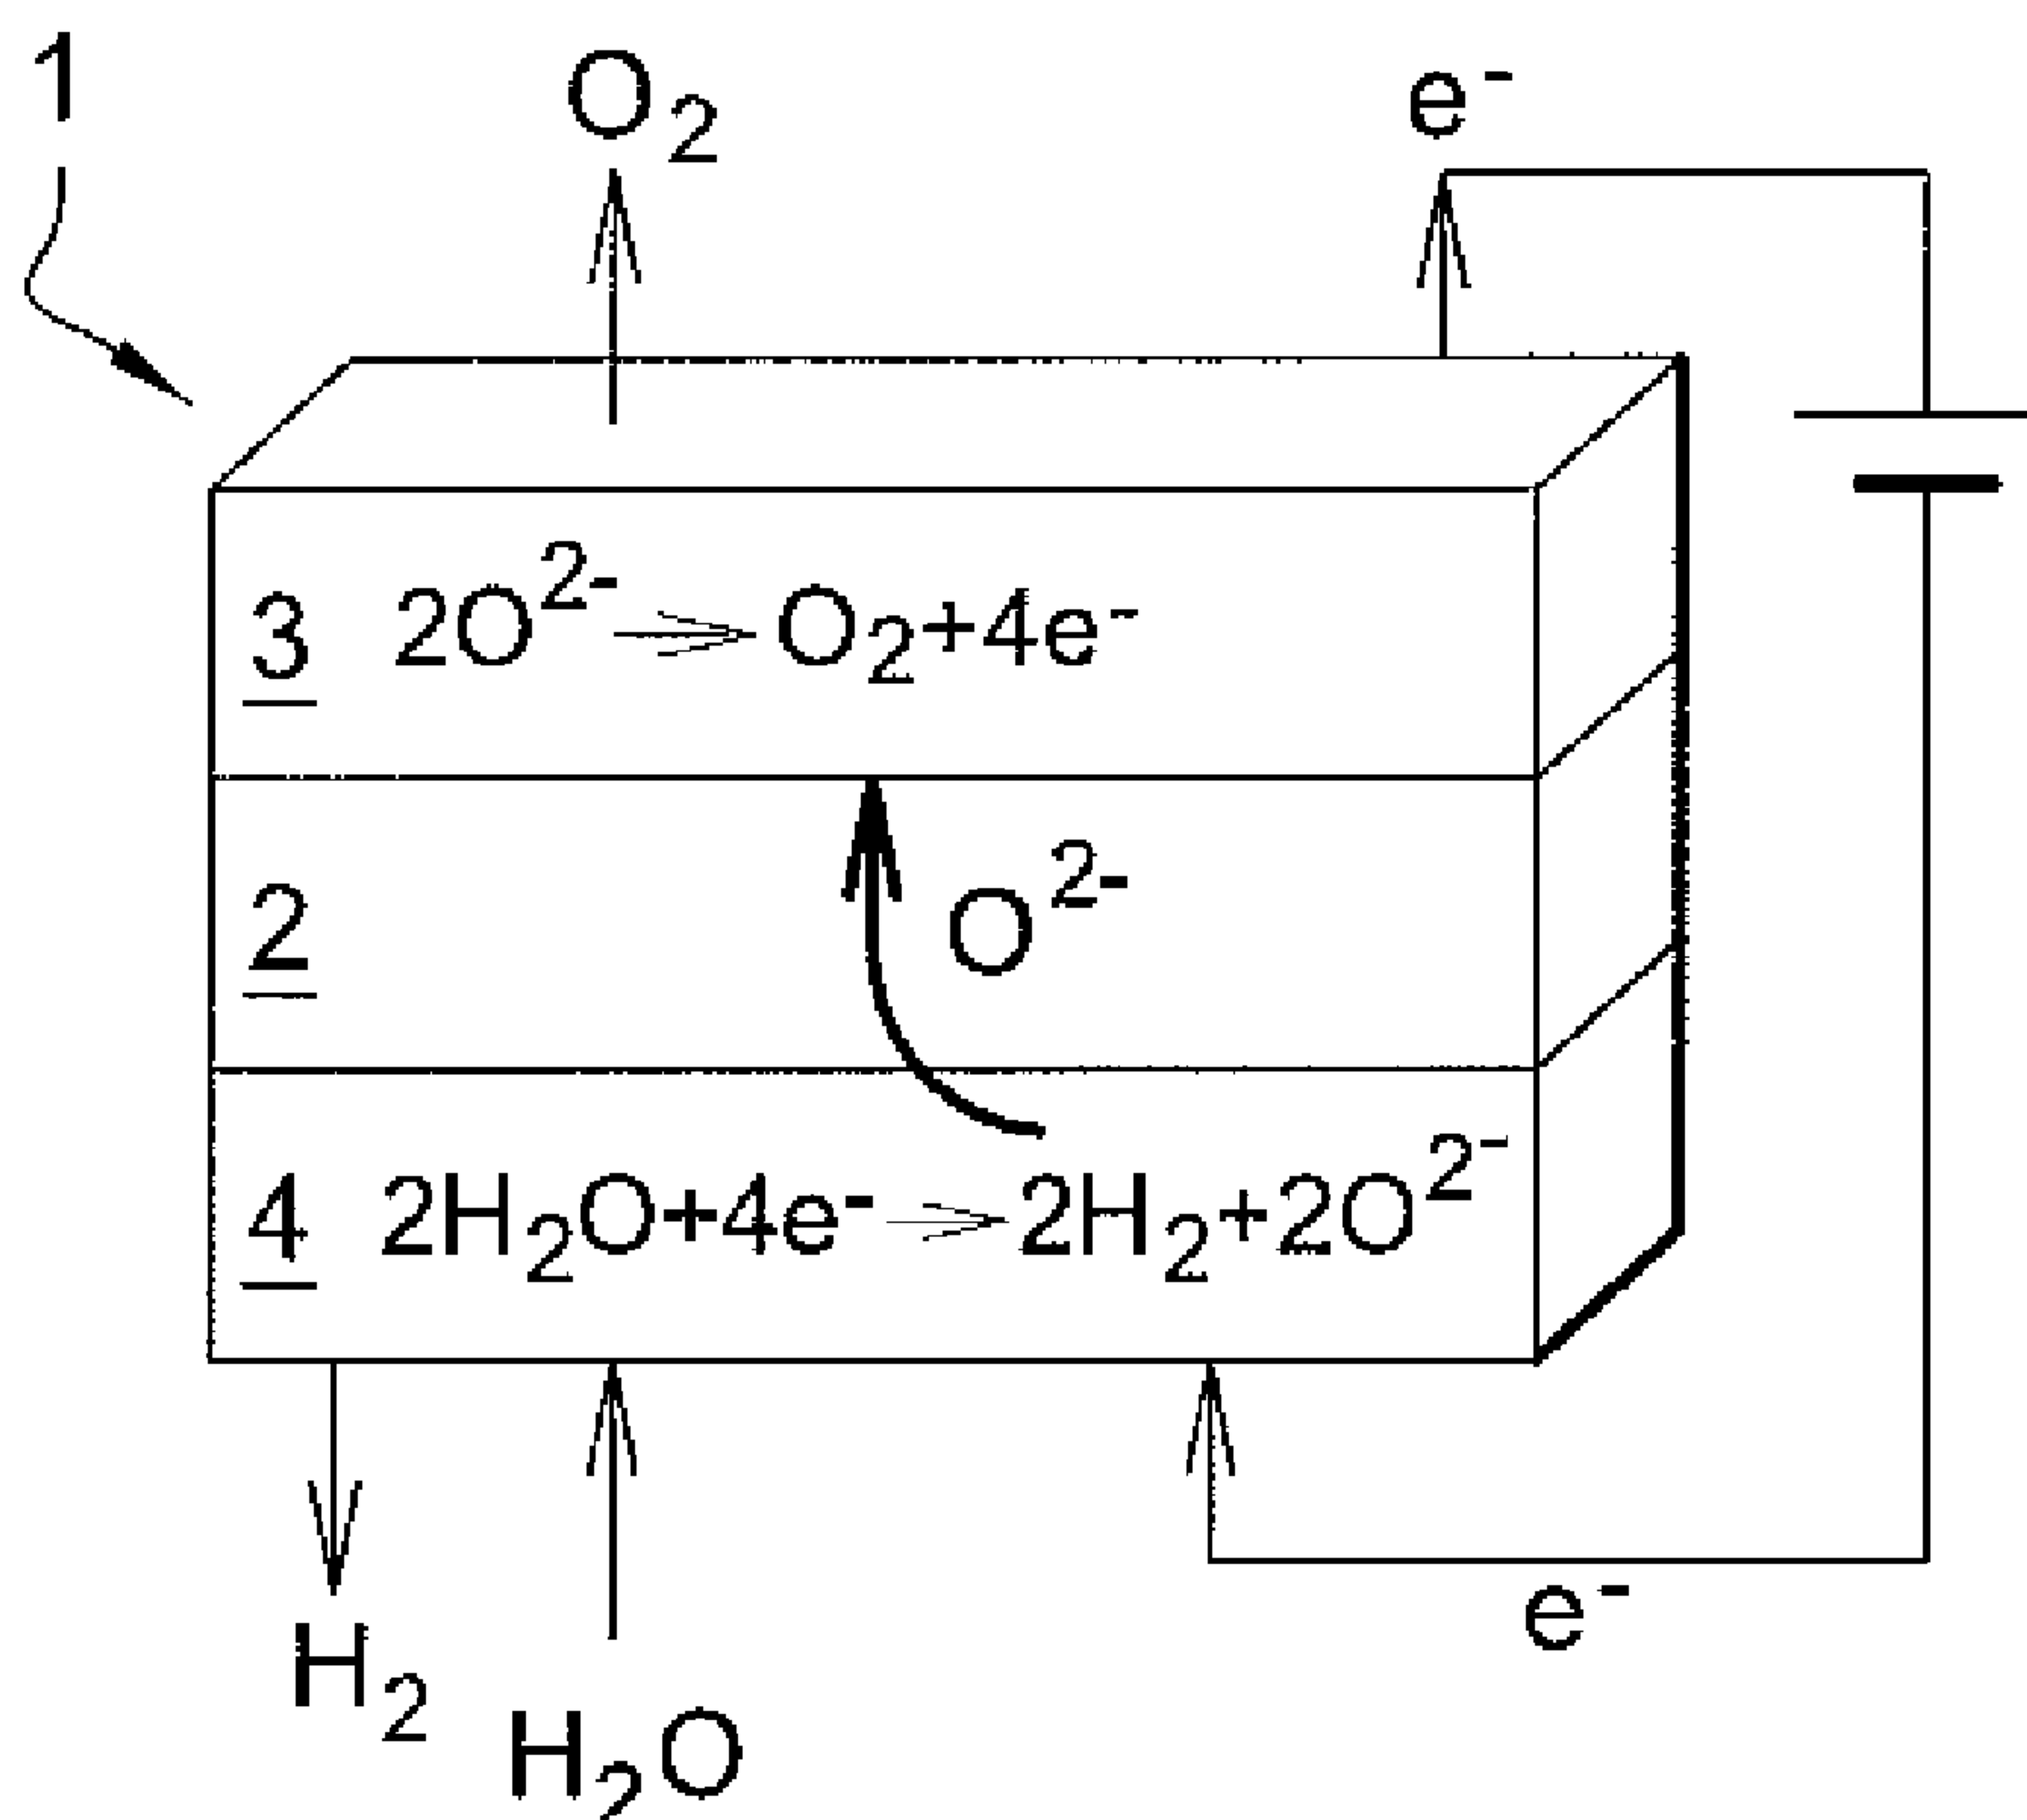 1
O₂
e⁻
3 2O²⁻ → O₂+4e⁻
2 O²⁻
4 2H₂O+4e⁻ → 2H₂+2O²⁻
e⁻
H₂
H₂O